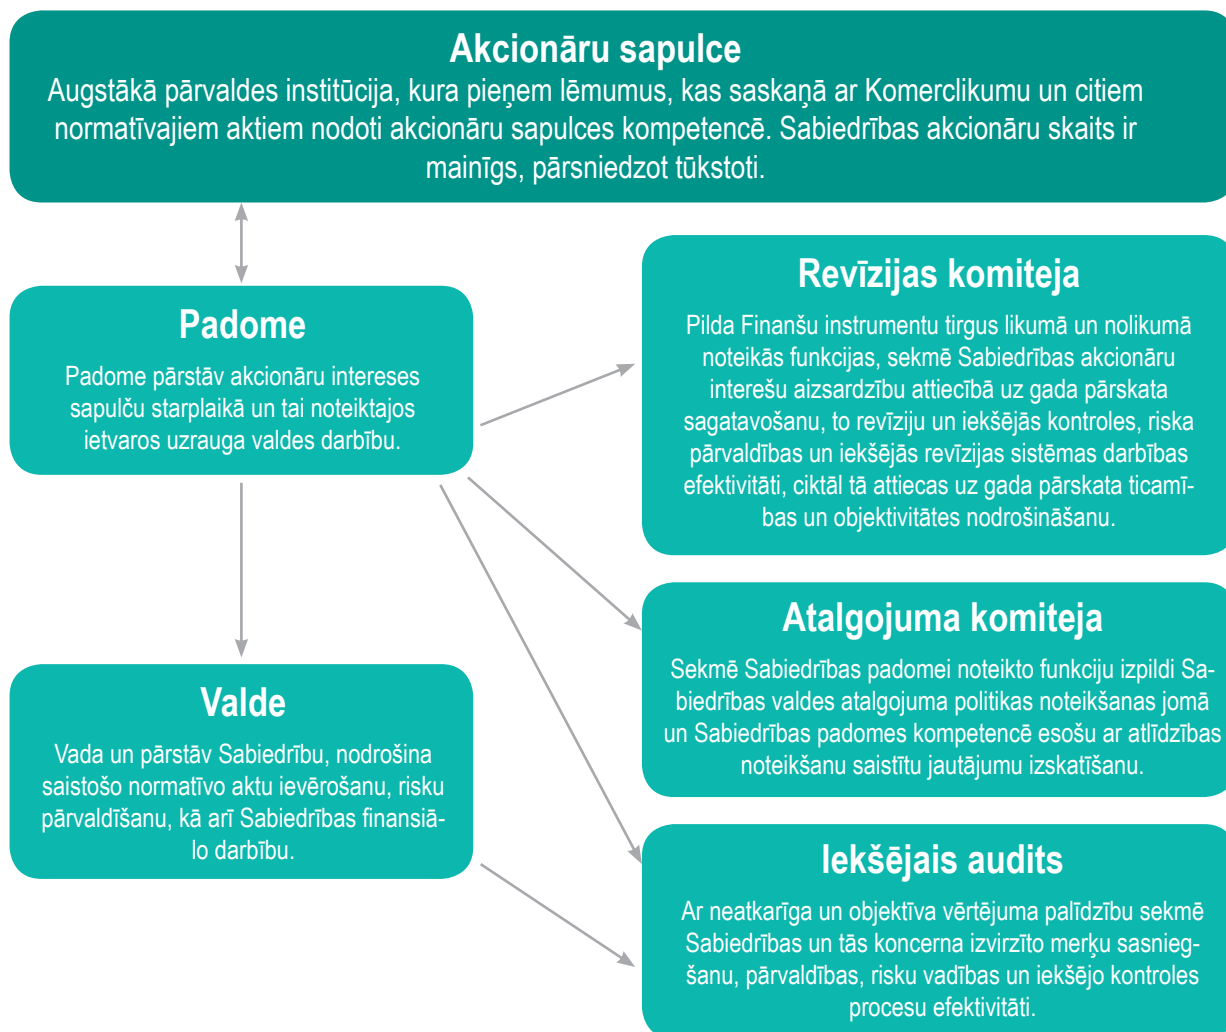 Akcionāru sapulce
Augstākā pārvaldes institūcija, kura pieņem lēmumus, kas saskaņā ar Komerclikumu un citiem
normatīvajiem aktiem nodoti akcionāru sapulces kompetencē. Sabiedrības akcionāru skaits ir
mainīgs, pārsniedzot tūkstoti.
Padome
Padome pārstāv akcionāru intereses
sapulču starplaikā un tai noteiktajos
ietvaros uzrauga valdes darbību.
Revīzijas komiteja
Pilda Finanšu instrumentu tirgus likumā un nolikumā
noteikās funkcijas, sekmē Sabiedrības akcionāru
interešu aizsardzību attiecībā uz gada pārskata
sagatavošanu, to revīziju un iekšējās kontroles, riska
pārvaldības un iekšējās revīzijas sistēmas darbības
efektivitāti, ciktāl tā attiecas uz gada pārskata ticamī-
bas un objektivitātes nodrošināšanu.
Atalgojuma komiteja
Sekmē Sabiedrības padomei noteikto funkciju izpildi Sa-
biedrības valdes atalgojuma politikas noteikšanas jomā
un Sabiedrības padomes kompetencē esošu ar atlīdzības
noteikšanu saistītu jautājumu izskatīšanu.
Valde
Vada un pārstāv Sabiedrību, nodrošina
saistošo normatīvo aktu ievērošanu, risku
pārvaldīšanu, kā arī Sabiedrības finansiā-
lo darbību.
Iekšējais audits
Ar neatkarīga un objektīva vērtējuma palīdzību sekmē
Sabiedrības un tās koncerna izvirzīto merķu sasnieg-
šanu, pārvaldības, risku vadības un iekšējo kontroles
procesu efektivitāti.